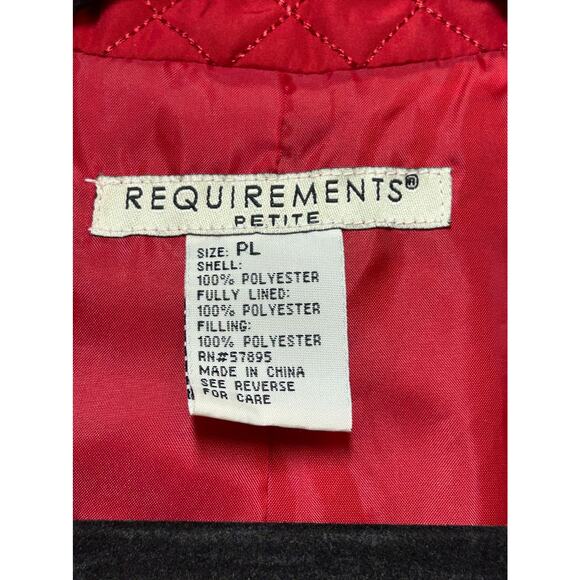 REQUIREMENTS®
PETITE
SIZE: PL
SHELL:
100% POLYESTER
FULLY LINED:
100% POLYESTER
FILLING:
100% POLYESTER
RN#57895
MADE IN CHINA
SEE REVERSE
FOR CARE